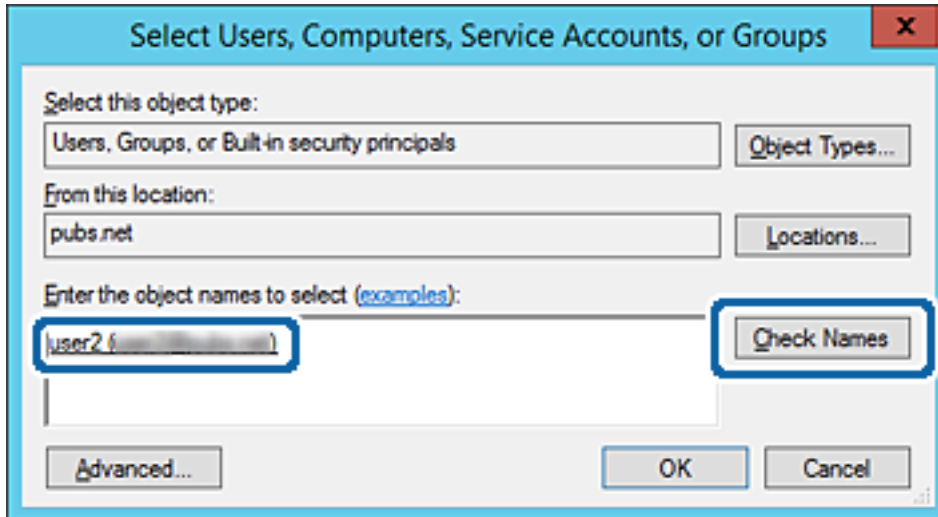 Select Users, Computers, Service Accounts, or Groups
x
Select this object type:
Users, Groups, or Built-in security principals
Object Types...
From this location:
pubs.net
Locations...
Enter the object names to select (examples):
user2 (
Check Names
Advanced...
OK
Cancel